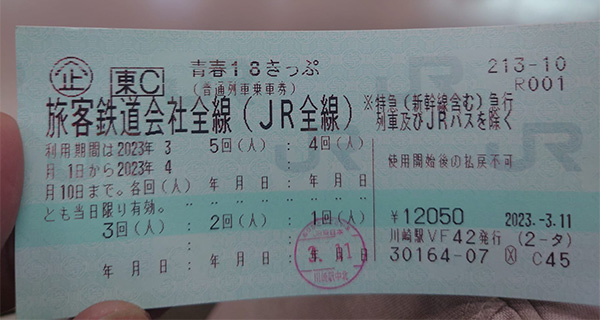 企 東C 青春18きっぷ 213-10
(普通列車乗車券) R001
旅客鉄道会社全線(JR全線)
※特急(新幹線含む)急行
列車及びJRバスを除く
利用期間は2023年 3
月 1日から2023年 4
月10日まで。各回(人)
とも当日限り有効。
5回(人): 4回(人):
年 月 日: 年 月 日:
3回(人): 2回(人): 1回(人)
年 月 日: 年 月 日: 年 月 日
3. 11
使用開始後の払戻不可
¥12050 2023.-3.11
川崎駅VF42発行 (2-タ)
30164-07 Ⓧ C45